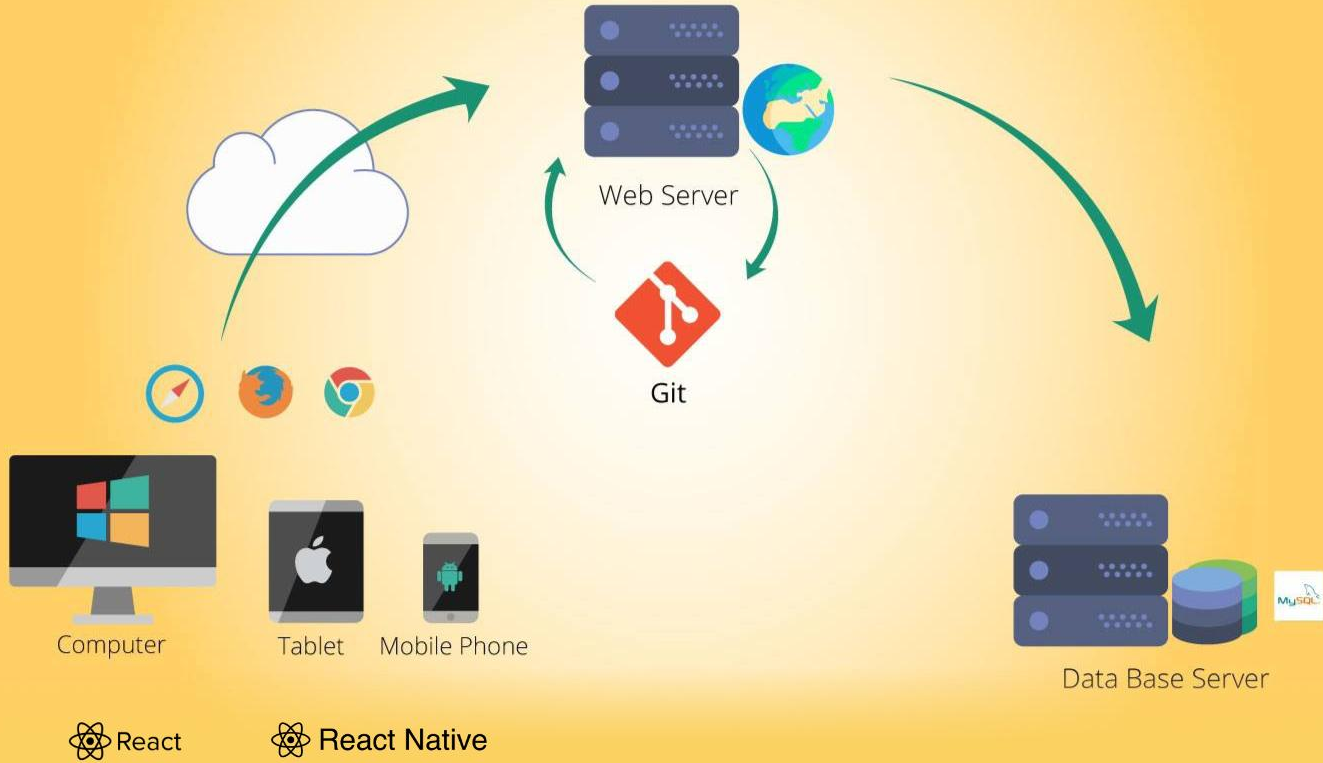 Web Server
Git
Computer
Tablet
Mobile Phone
MySQL
Data Base Server
React
React Native